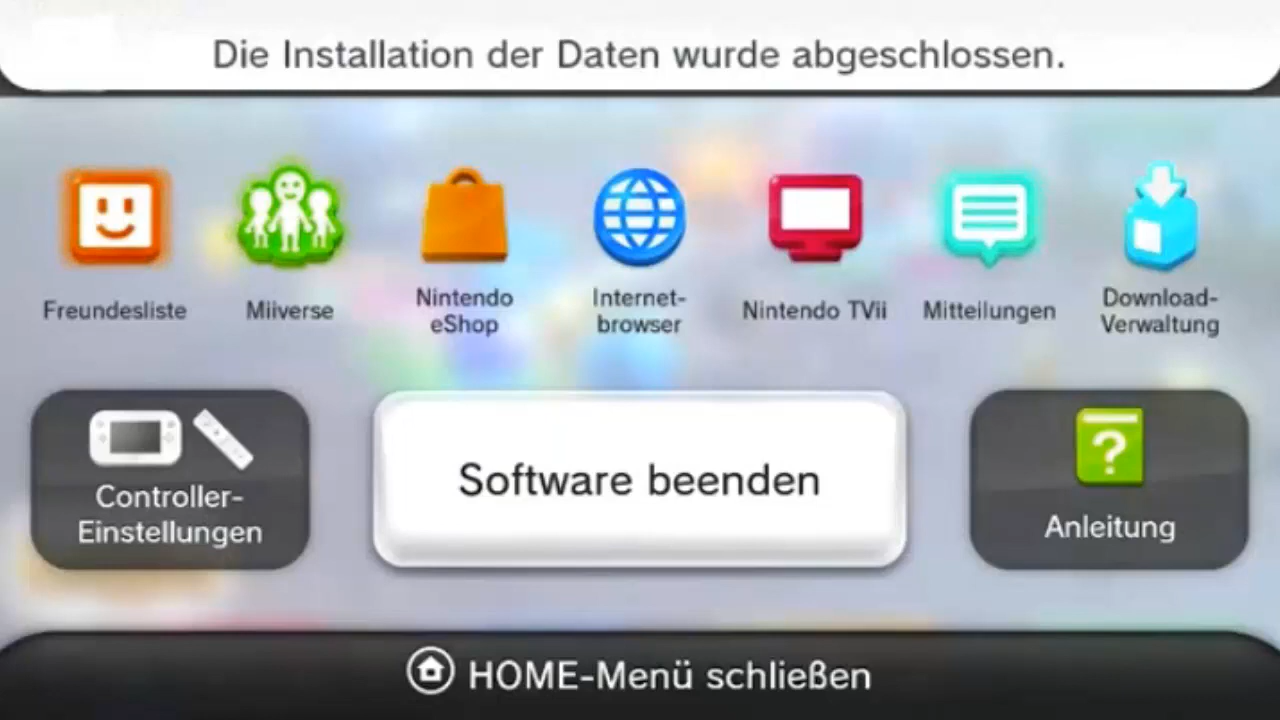 Die Installation der Daten wurde abgeschlossen.
Freundesliste
Miiverse
Nintendo
eShop
Internet-
browser
Nintendo TVii
Mitteilungen
Download-
Verwaltung
Controller-
Einstellungen
Software beenden
?
Anleitung
HOME-Menü schließen